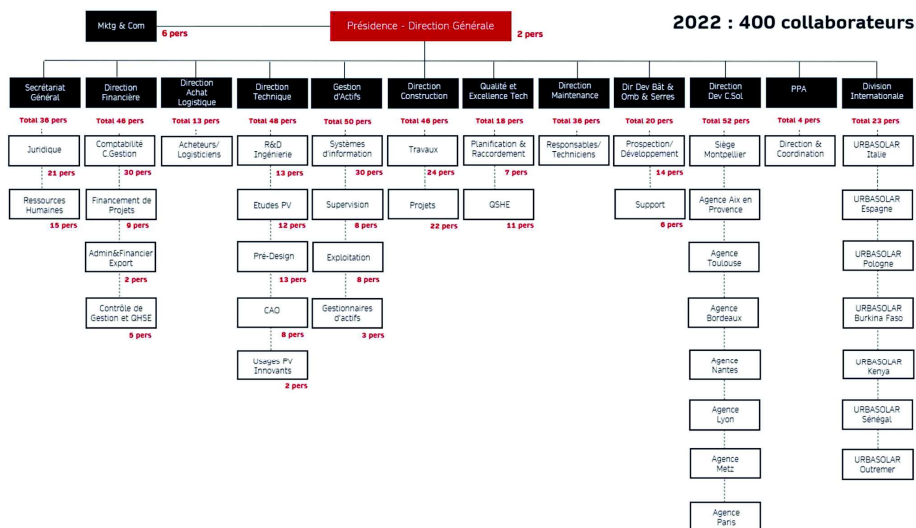 Mktg & Com
6 pers
Présidence - Direction Générale
2 pers
2022 : 400 collaborateurs
Secrétariat
Général
Direction
Financière
Direction
Achat
Logistique
Direction
Technique
Gestion
d'Actifs
Direction
Construction
Qualité et
Excellence Tech
Direction
Maintenance
Dir Dev Bât &
Omb & Serres
Direction
Dev C.Sol
PPA
Division
Internationale
Total 36 pers
Total 46 pers
Total 13 pers
Total 48 pers
Total 50 pers
Total 46 pers
Total 18 pers
Total 36 pers
Total 20 pers
Total 52 pers
Total 4 pers
Total 23 pers
Juridique
21 pers
Comptabilité
C.Gestion
30 pers
Acheteurs/
Logisticiens
R&D
Ingénierie
13 pers
Systèmes
d'information
30 pers
Travaux
24 pers
Planification &
Raccordement
7 pers
Responsables/
Techniciens
Prospection/
Développement
14 pers
Siège
Montpellier
Direction &
Coordination
URBASOLAR
Italie
Ressources
Humaines
15 pers
Financement de
Projets
9 pers
Etudes PV
12 pers
Supervision
8 pers
Projets
22 pers
QSHE
11 pers
Support
6 pers
Agence Aix en
Provence
URBASOLAR
Espagne
Admin&Financier
Export
2 pers
Pré-Design
13 pers
Exploitation
8 pers
Agence
Toulouse
URBASOLAR
Pologne
Contrôle de
Gestion et QHSE
5 pers
CAO
8 pers
Gestionnaires
d'actifs
3 pers
Agence
Bordeaux
URBASOLAR
Burkina Faso
Usages PV
Innovants
2 pers
Agence
Nantes
URBASOLAR
Kenya
Agence
Lyon
URBASOLAR
Sénégal
Agence
Metz
URBASOLAR
Outremer
Agence
Paris